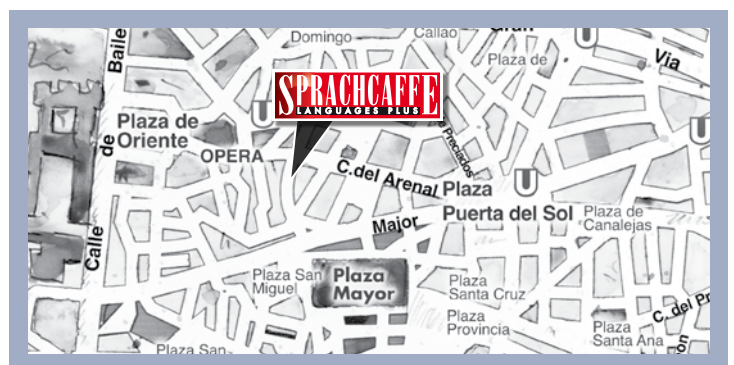 Domingo
Callao
Gran
Via
Plaza de
Baile
de
Calle
SPRACHCAFFE
LANGUAGES PLUS
U
U
U
U
Plaza de
Oriente
OPERA
Preciados
C.del Arenal
Plaza
Puerta del Sol
Plaza de
Canalejas
Major
Plaza San
Miguel
Plaza
Mayor
Plaza
Santa Cruz
Plaza
Provincia
Plaza
Santa Ana
C. del Pr
on
Plaza San